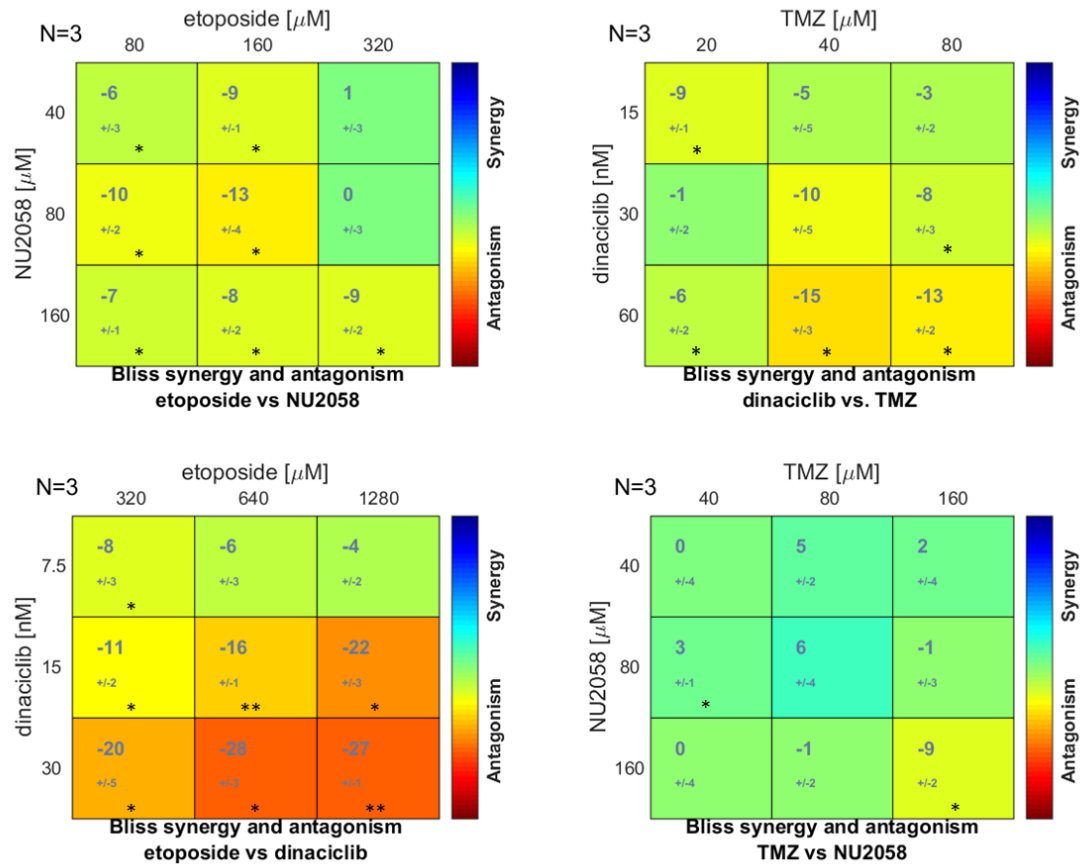 etoposide [μM]
N=3
80 160 320
NU2058 [μM]
40
-6 -9 1
+/-3 +/-1 +/-3
* *
80
-10 -13 0
+/-2 +/-4 +/-3
* *
160
-7 -8 -9
+/-1 +/-2 +/-2
* * *
Synergy
Antagonism
Bliss synergy and antagonism
etoposide vs NU2058
TMZ [μM]
N=3
20 40 80
dinaciclib [nM]
15
-9 -5 -3
+/-1 +/-5 +/-2
*
30
-1 -10 -8
+/-2 +/-5 +/-3
*
60
-6 -15 -13
+/-2 +/-3 +/-2
* * *
Synergy
Antagonism
Bliss synergy and antagonism
dinaciclib vs. TMZ
etoposide [μM]
N=3
320 640 1280
dinaciclib [nM]
7.5
-8 -6 -4
+/-3 +/-3 +/-2
*
15
-11 -16 -22
+/-2 +/-1 +/-3
* ** *
30
-20 -28 -27
+/-5 +/-3 +/-1
* * **
Synergy
Antagonism
Bliss synergy and antagonism
etoposide vs dinaciclib
TMZ [μM]
N=3
40 80 160
NU2058 [μM]
40
0 5 2
+/-4 +/-2 +/-4
80
3 6 -1
+/-1 +/-4 +/-3
*
160
0 -1 -9
+/-4 +/-2 +/-2
*
Synergy
Antagonism
Bliss synergy and antagonism
TMZ vs NU2058